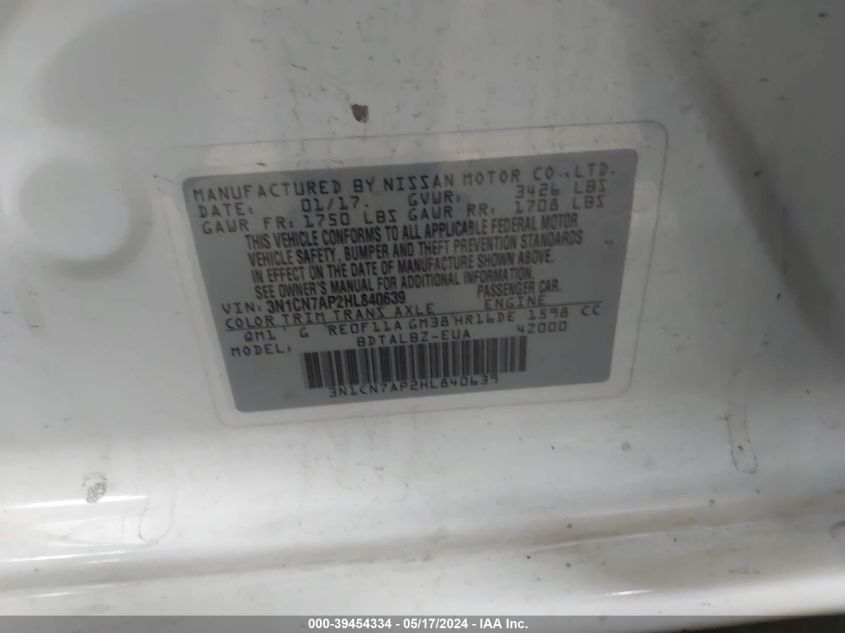 MANUFACTURED BY NISSAN MOTOR CO.,LTD.
DATE: 01/17. GVWR: 3426 LBS
GAWR FR: 1750 LBS GAWR RR: 1708 LBS
THIS VEHICLE CONFORMS TO ALL APPLICABLE FEDERAL MOTOR
VEHICLE SAFETY, BUMPER AND THEFT PREVENTION STANDARDS
IN EFFECT ON THE DATE OF MANUFACTURE SHOWN ABOVE.
SEE OWNER'S MANUAL FOR ADDITIONAL INFORMATION.
VIN: 3N1CN7AP2HL840639 PASSENGER CAR.
COLOR TRIM TRANS AXLE ENGINE
QM1 G RE0F11A GM38 HR16DE 1598 CC
MODEL: BDTALBZ-EUA 4Z000
3N1CN7AP2HL840639
000-39454334 - 05/17/2024 - IAA Inc.